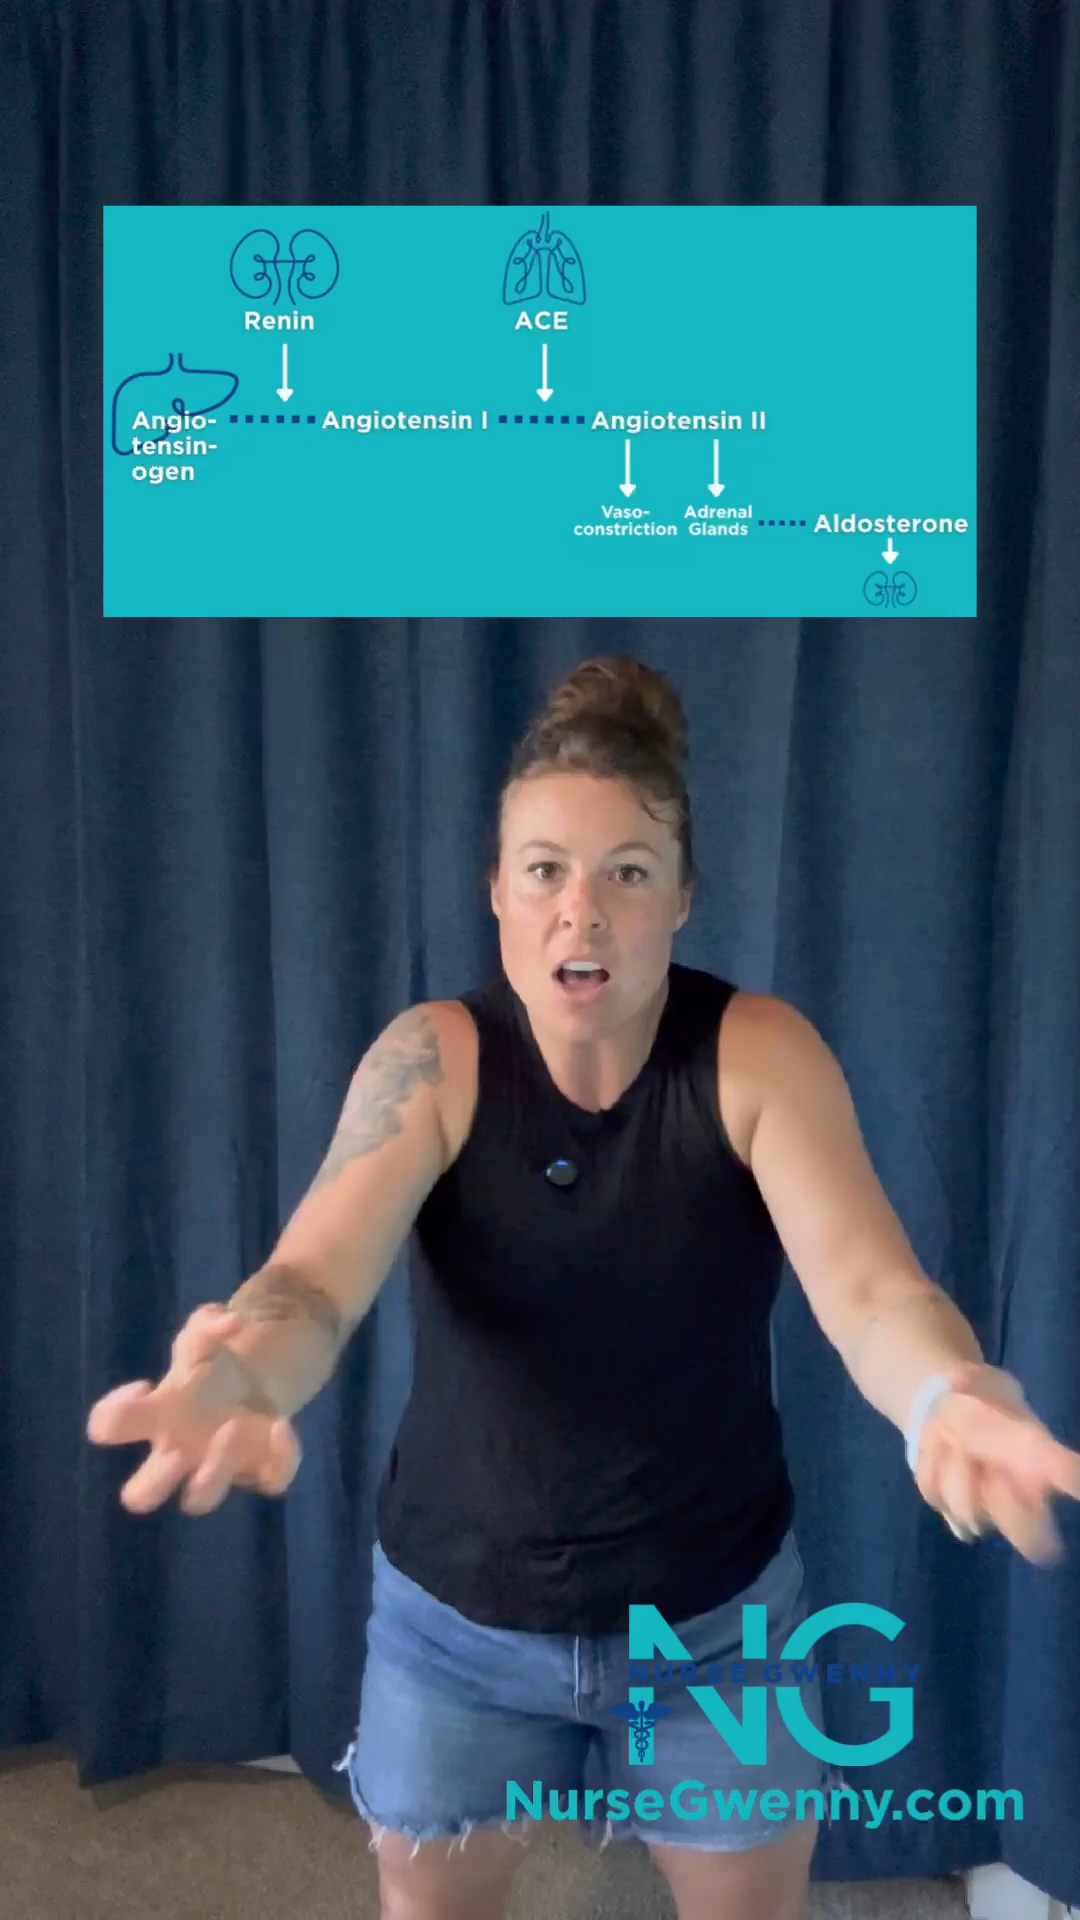 Renin
ACE
Angio-
tensin-
ogen
Angiotensin I
Angiotensin II
Vaso-
constriction
Adrenal
Glands
Aldosterone
NG
NURSE GWENNY
NurseGwenny.com